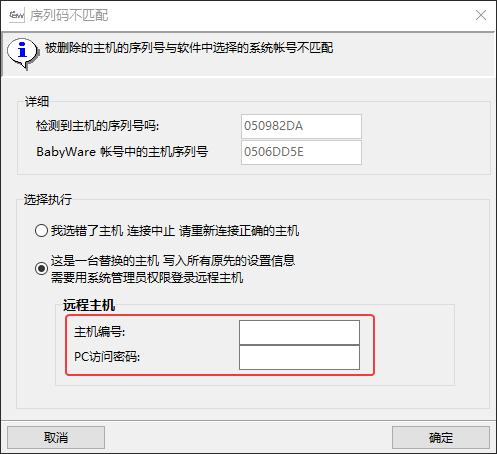 序列码不匹配
被删除的主机的序列号与软件中选择的系统帐号不匹配
详细
检测到主机的序列号吗:
050982DA
BabyWare 帐号中的主机序列号
0506DD5E
选择执行
我选错了主机 连接中止 请重新连接正确的主机
这是一台替换的主机 写入所有原先的设置信息
需要用系统管理员权限登录远程主机
远程主机
主机编号:
PC访问密码:
取消
确定